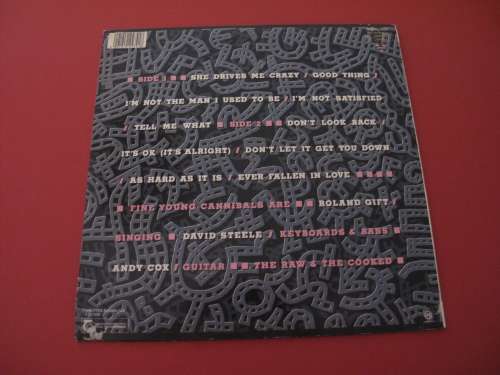 SIDE 1 SHE DRIVES ME CRAZY / GOOD THING /
I'M NOT THE MAN I USED TO BE / I'M NOT SATISFIED
/ TELL ME WHAT SIDE 2 DON'T LOOK BACK /
IT'S OK (IT'S ALRIGHT) / DON'T LET IT GET YOU DOWN
/ AS HARD AS IT IS / EVER FALLEN IN LOVE
FINE YOUNG CANNIBALS ARE ROLAND GIFT /
SINGING DAVID STEELE / KEYBOARDS & BASS
ANDY COX / GUITAR THE RAW & THE COOKED